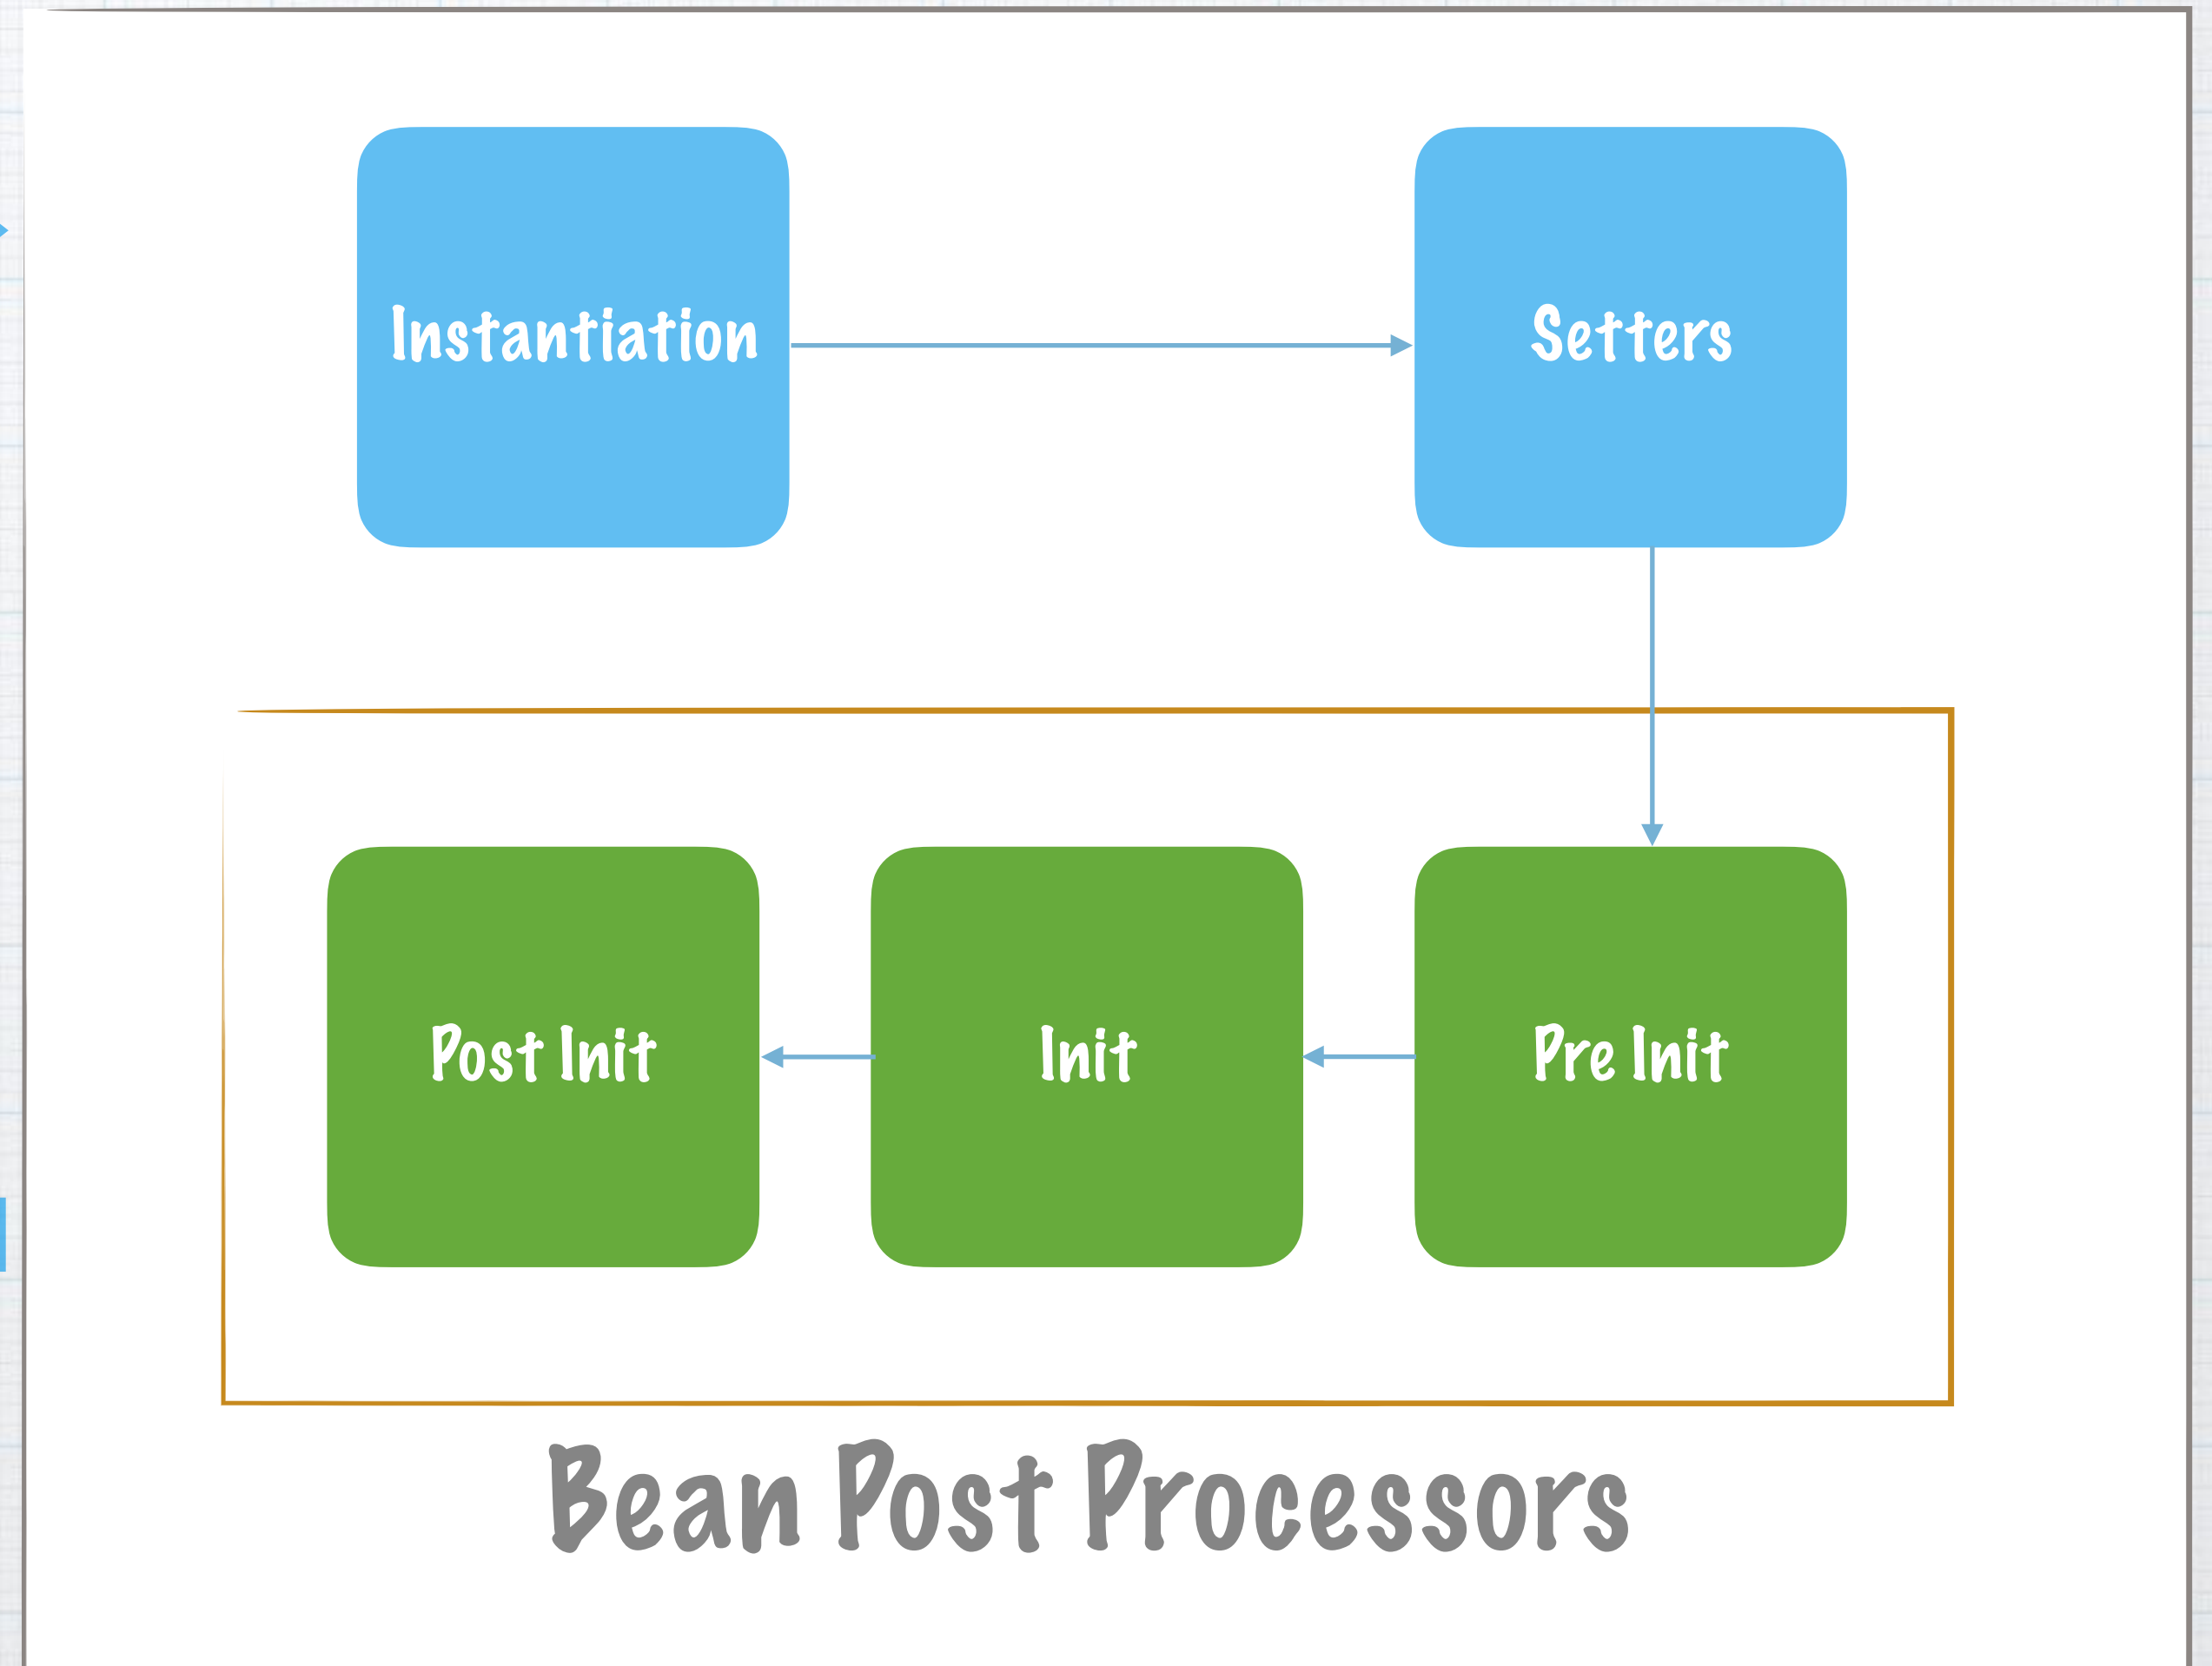 Instantiation
Setters
Post Init
Init
Pre Init
Bean Post Processors